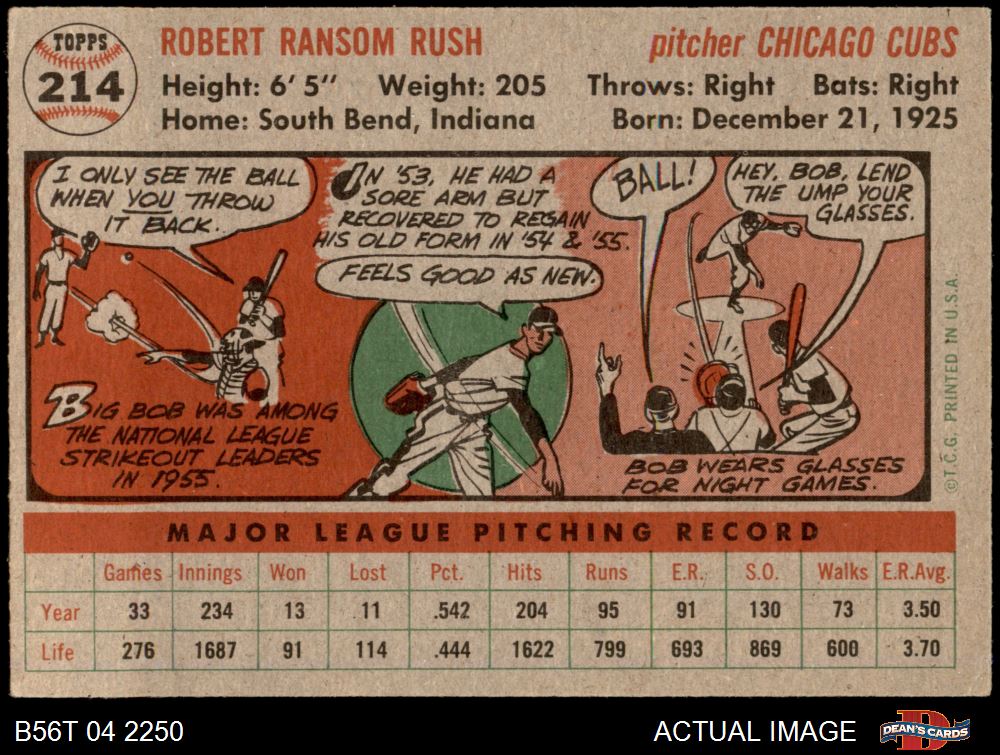 TOPPS
214
ROBERT RANSOM RUSH
pitcher CHICAGO CUBS
Height: 6' 5" Weight: 205 Throws: Right Bats: Right
Home: South Bend, Indiana Born: December 21, 1925
I ONLY SEE THE BALL
WHEN YOU THROW
IT BACK.
BIG BOB WAS AMONG
THE NATIONAL LEAGUE
STRIKEOUT LEADERS
IN 1955.
IN '53, HE HAD A
SORE ARM BUT
RECOVERED TO REGAIN
HIS OLD FORM IN '54 & '55.
FEELS GOOD AS NEW.
BALL!
HEY, BOB, LEND
THE UMP YOUR
GLASSES.
BOB WEARS GLASSES
FOR NIGHT GAMES.
©T.C.G. PRINTED IN U.S.A.
MAJOR LEAGUE PITCHING RECORD
Games Innings Won Lost Pct. Hits Runs E.R. S.O. Walks E.R.Avg.
Year 33 234 13 11 .542 204 95 91 130 73 3.50
Life 276 1687 91 114 .444 1622 799 693 869 600 3.70
B56T 04 2250
ACTUAL IMAGE
DEAN'S CARDS